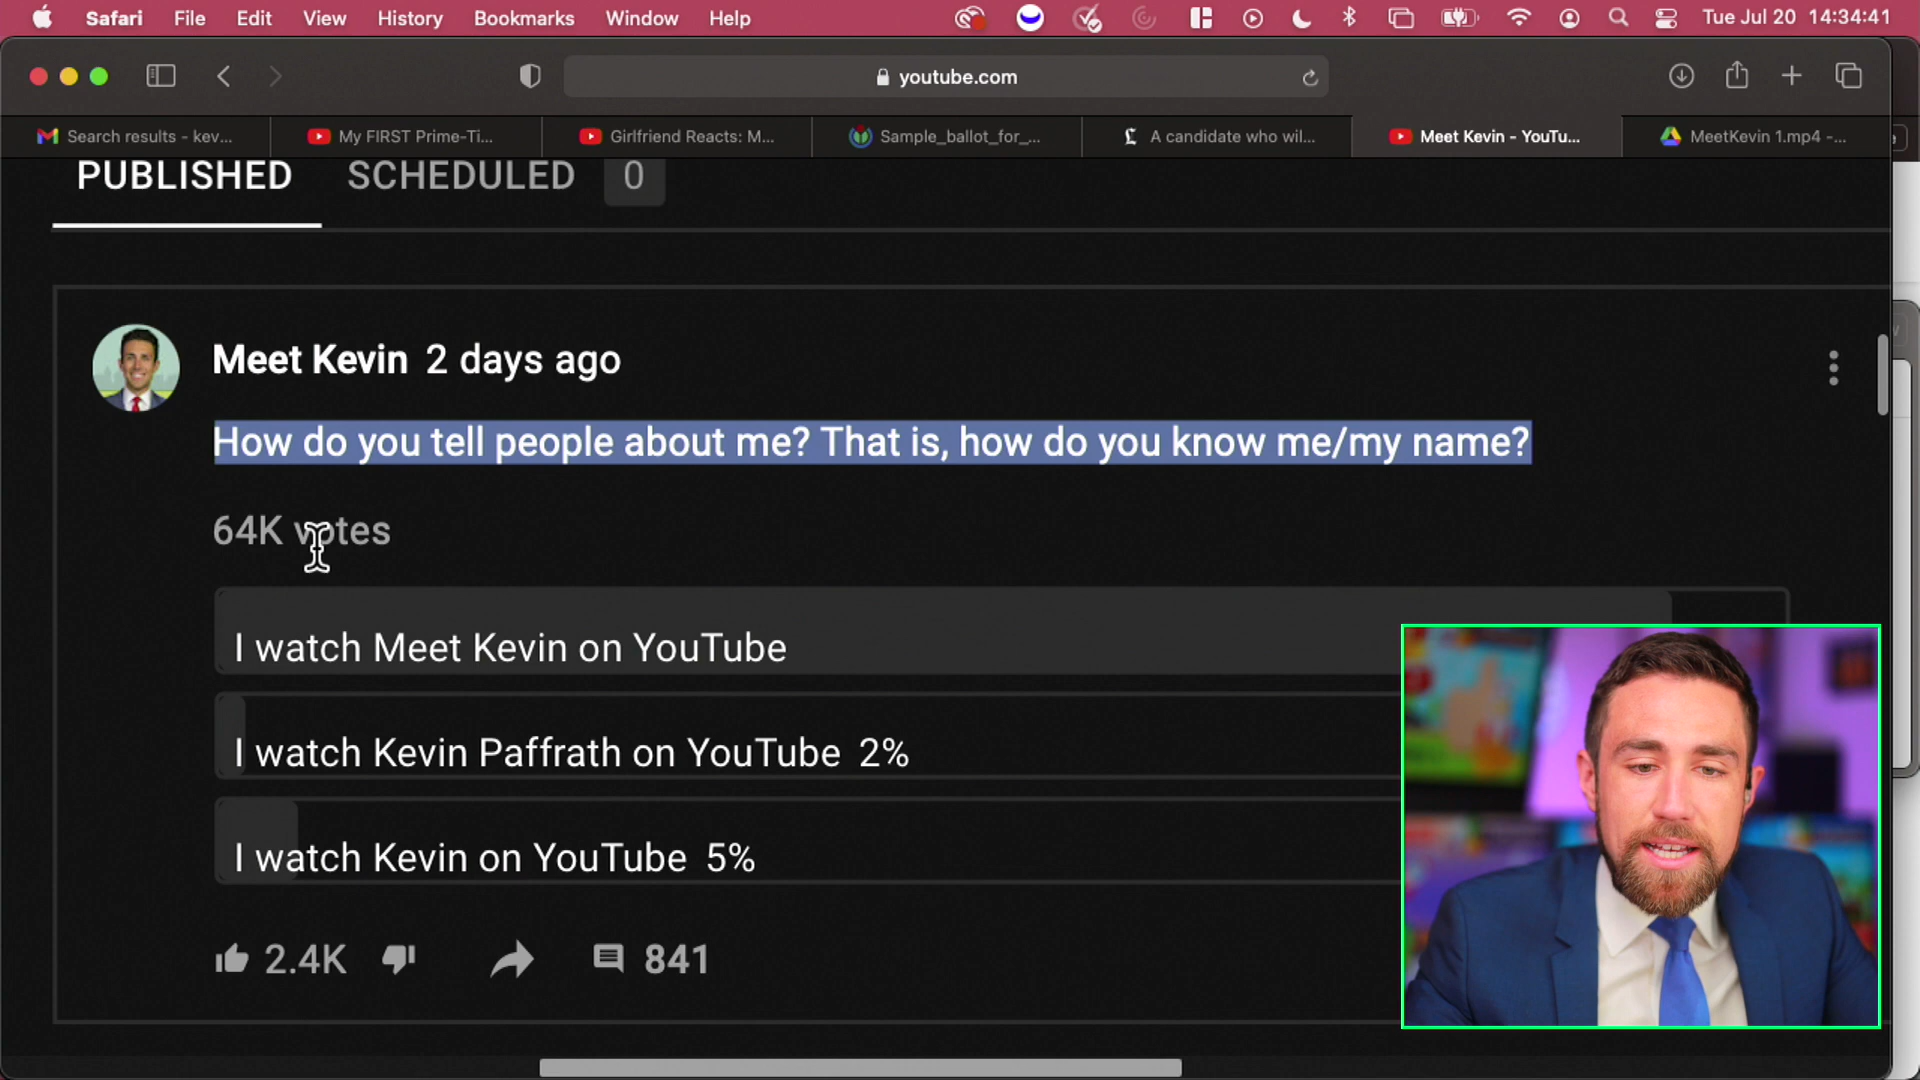 Safari File Edit View History Bookmarks Window Help Tue Jul 20 14:34:41
youtube.com
Search results - kev... My FIRST Prime-Ti... Girlfriend Reacts: M... Sample_ballot_for_... A candidate who wil... Meet Kevin - YouTu... MeetKevin 1.mp4 -...
PUBLISHED SCHEDULED 0
Meet Kevin 2 days ago
How do you tell people about me? That is, how do you know me/my name?
64K votes
I watch Meet Kevin on YouTube
I watch Kevin Paffrath on YouTube 2%
I watch Kevin on YouTube 5%
2.4K 841